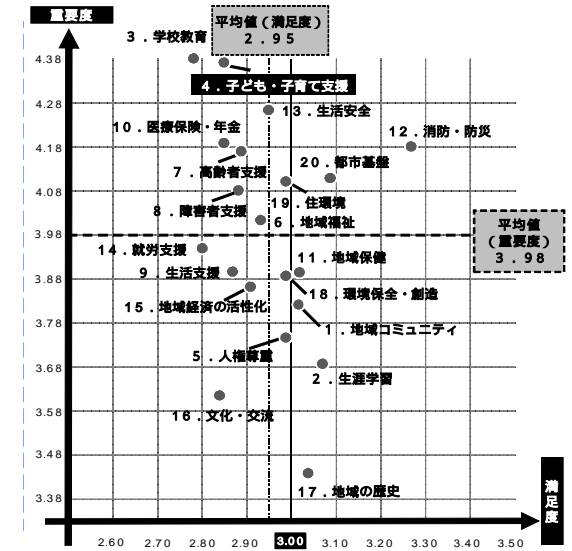 重要度
平均値（満足度）
２．９５
３．学校教育
４．子ども・子育て支援
１３．生活安全
１０．医療保険・年金
１２．消防・防災
２０．都市基盤
７．高齢者支援
１９．住環境
８．障害者支援
６．地域福祉
平均値
（重要度）
３．９８
１４．就労支援
１１．地域保健
９．生活支援
１８．環境保全・創造
１５．地域経済の活性化
１．地域コミュニティ
５．人権尊重
２．生涯学習
１６．文化・交流
１７．地域の歴史
4.38
4.28
4.18
4.08
3.98
3.88
3.78
3.68
3.58
3.48
3.38
2.60 2.70 2.80 2.90 3.00 3.10 3.20 3.30 3.40 3.50
満足度